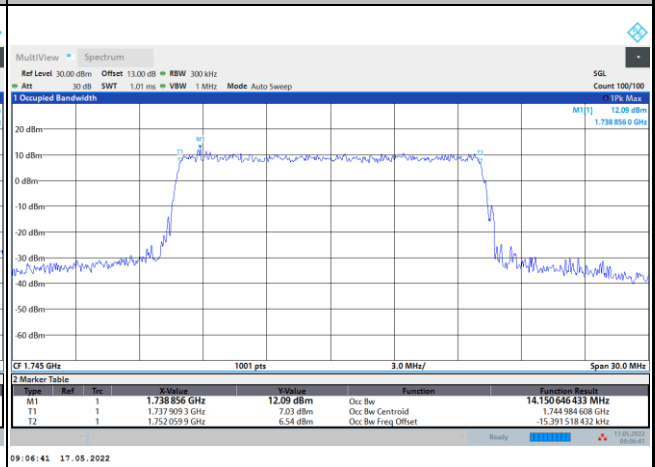 MultiView Spectrum
Ref Level 30.00 dBm Offset 13.00 dB RBW 300 kHz SGL
Att 30 dB SWT 1.01 ms VBW 1 MHz Mode Auto Sweep Count 100/100
1 Occupied Bandwidth 1Pk Max
M1[1] 12.09 dBm
1.738 856 0 GHz
20 dBm
M1
10 dBm
T1
0 dBm
-10 dBm
-20 dBm
-30 dBm
-40 dBm
-50 dBm
-60 dBm
CF 1.745 GHz 1001 pts 3.0 MHz/ Span 30.0 MHz
2 Marker Table
Type Ref Trc X-Value Y-Value Function Function Result
M1 1 1.738 856 GHz 12.09 dBm Occ Bw 14.150 646 433 MHz
T1 1 1.737 909 3 GHz 7.03 dBm Occ Bw Centroid 1.744 984 608 GHz
T2 1 1.752 059 9 GHz 6.54 dBm Occ Bw Freq Offset -15.391 518 432 kHz
Ready 17.05.2022
09:06:41
09:06:41 17.05.2022